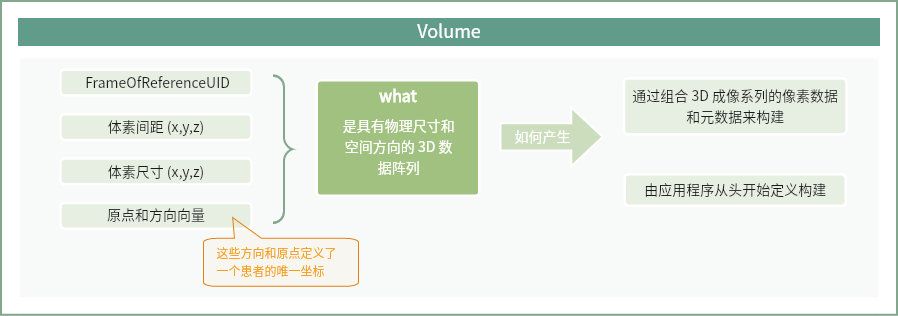 Volume
FrameOfReferenceUID
体素间距 (x,y,z)
体素尺寸 (x,y,z)
原点和方向向量
这些方向和原点定义了
一个患者的唯一坐标
what
是具有物理尺寸和
空间方向的 3D 数
据阵列
如何产生
通过组合 3D 成像系列的像素数据
和元数据来构建
由应用程序从头开始定义构建